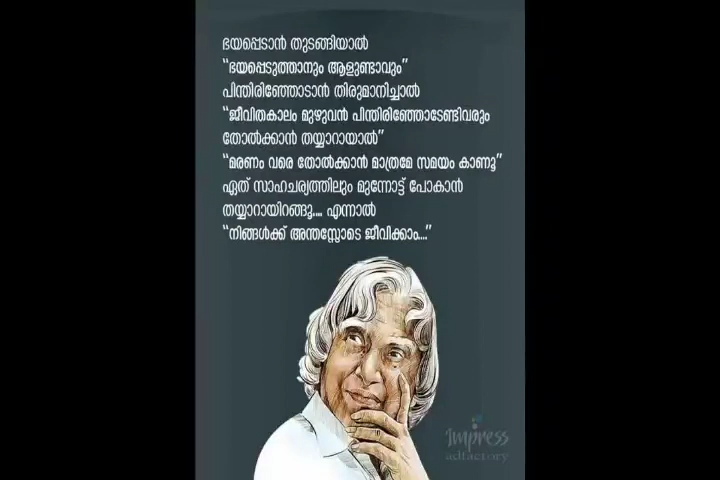 ഭയപ്പെടാൻ തുടങ്ങിയാൽ
“ഭയപ്പെടുത്താനും ആളുണ്ടാവും”
പിന്തിരിഞ്ഞോടാൻ തിരുമാനിച്ചാൽ
“ജീവിതകാലം മുഴുവൻ പിന്തിരിഞ്ഞോടേണ്ടിവരും
തോൽക്കാൻ തയ്യാറായാൽ”
“മരണം വരെ തോൽക്കാൻ മാത്രമേ സമയം കാണൂ”
ഏത് സാഹചര്യത്തിലും മുന്നോട്ട് പോകാൻ
തയ്യാറായിറങ്ങൂ.... എന്നാൽ
“നിങ്ങൾക്ക് അന്തസ്സോടെ ജീവിക്കാം....”
impress
adfactory